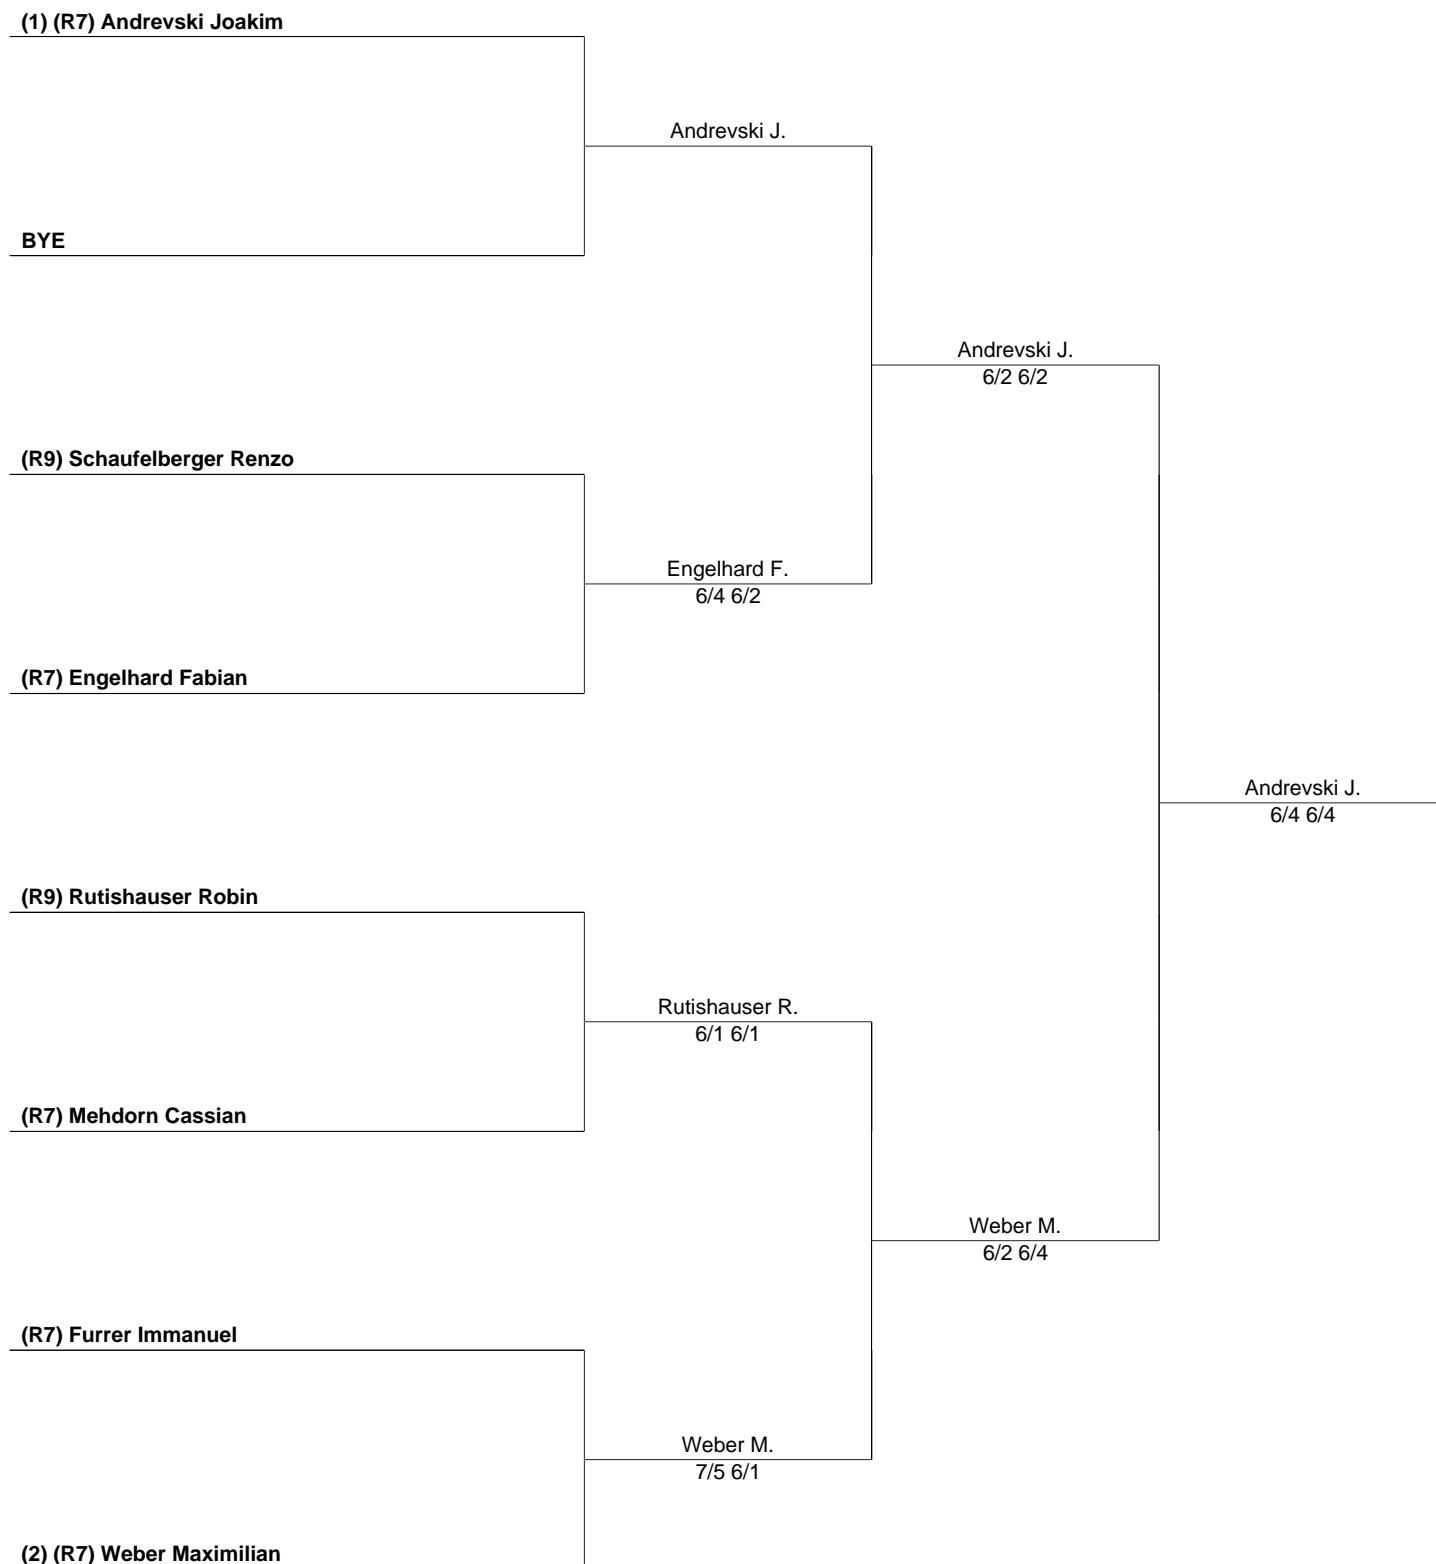 (1) (R7) Andrevski Joakim
Andrevski J.
BYE
Andrevski J.
6/2 6/2
(R9) Schaufelberger Renzo
Engelhard F.
6/4 6/2
(R7) Engelhard Fabian
Andrevski J.
6/4 6/4
(R9) Rutishauser Robin
Rutishauser R.
6/1 6/1
(R7) Mehdorn Cassian
Weber M.
6/2 6/4
(R7) Furrer Immanuel
Weber M.
7/5 6/1
(2) (R7) Weber Maximilian